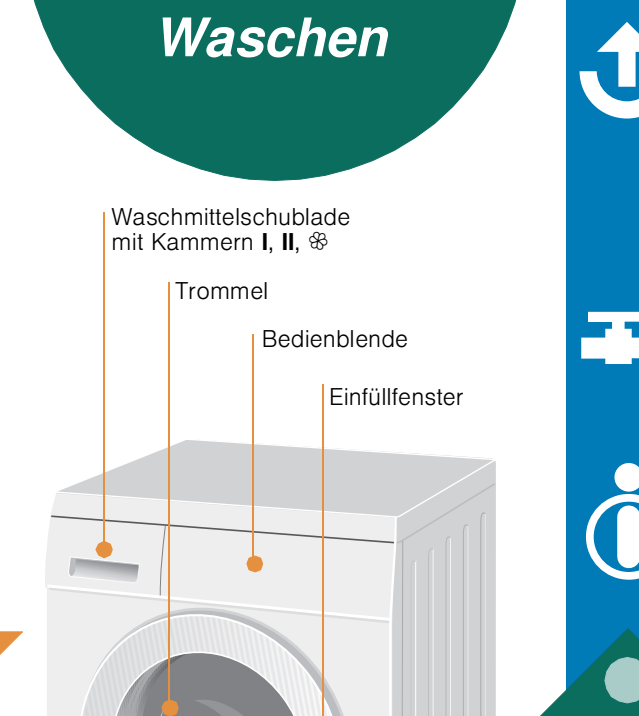 Waschen
Waschmittelschublade
mit Kammern I, II, ❀
Trommel
Bedienblende
Einfüllfenster